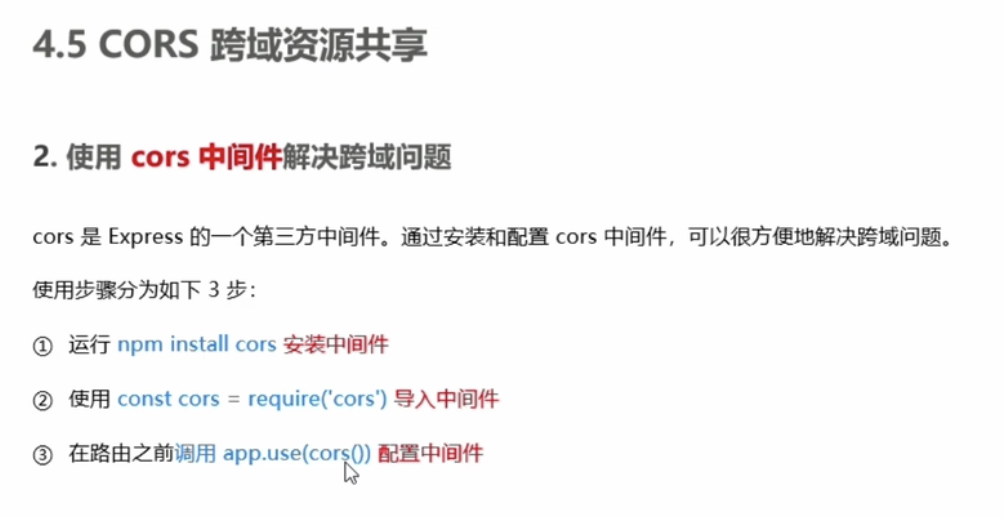 4.5 CORS 跨域资源共享
2. 使用 cors 中间件解决跨域问题
cors 是 Express 的一个第三方中间件。通过安装和配置 cors 中间件，可以很方便地解决跨域问题。
使用步骤分为如下 3 步：
① 运行 npm install cors 安装中间件
② 使用 const cors = require('cors') 导入中间件
③ 在路由之前调用 app.use(cors()) 配置中间件